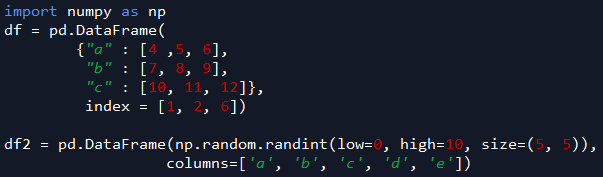 import numpy as np
df = pd.DataFrame(
{"a" : [4 ,5, 6],
"b" : [7, 8, 9],
"c" : [10, 11, 12]},
index = [1, 2, 6])
df2 = pd.DataFrame(np.random.randint(low=0, high=10, size=(5, 5)),
columns=['a', 'b', 'c', 'd', 'e'])